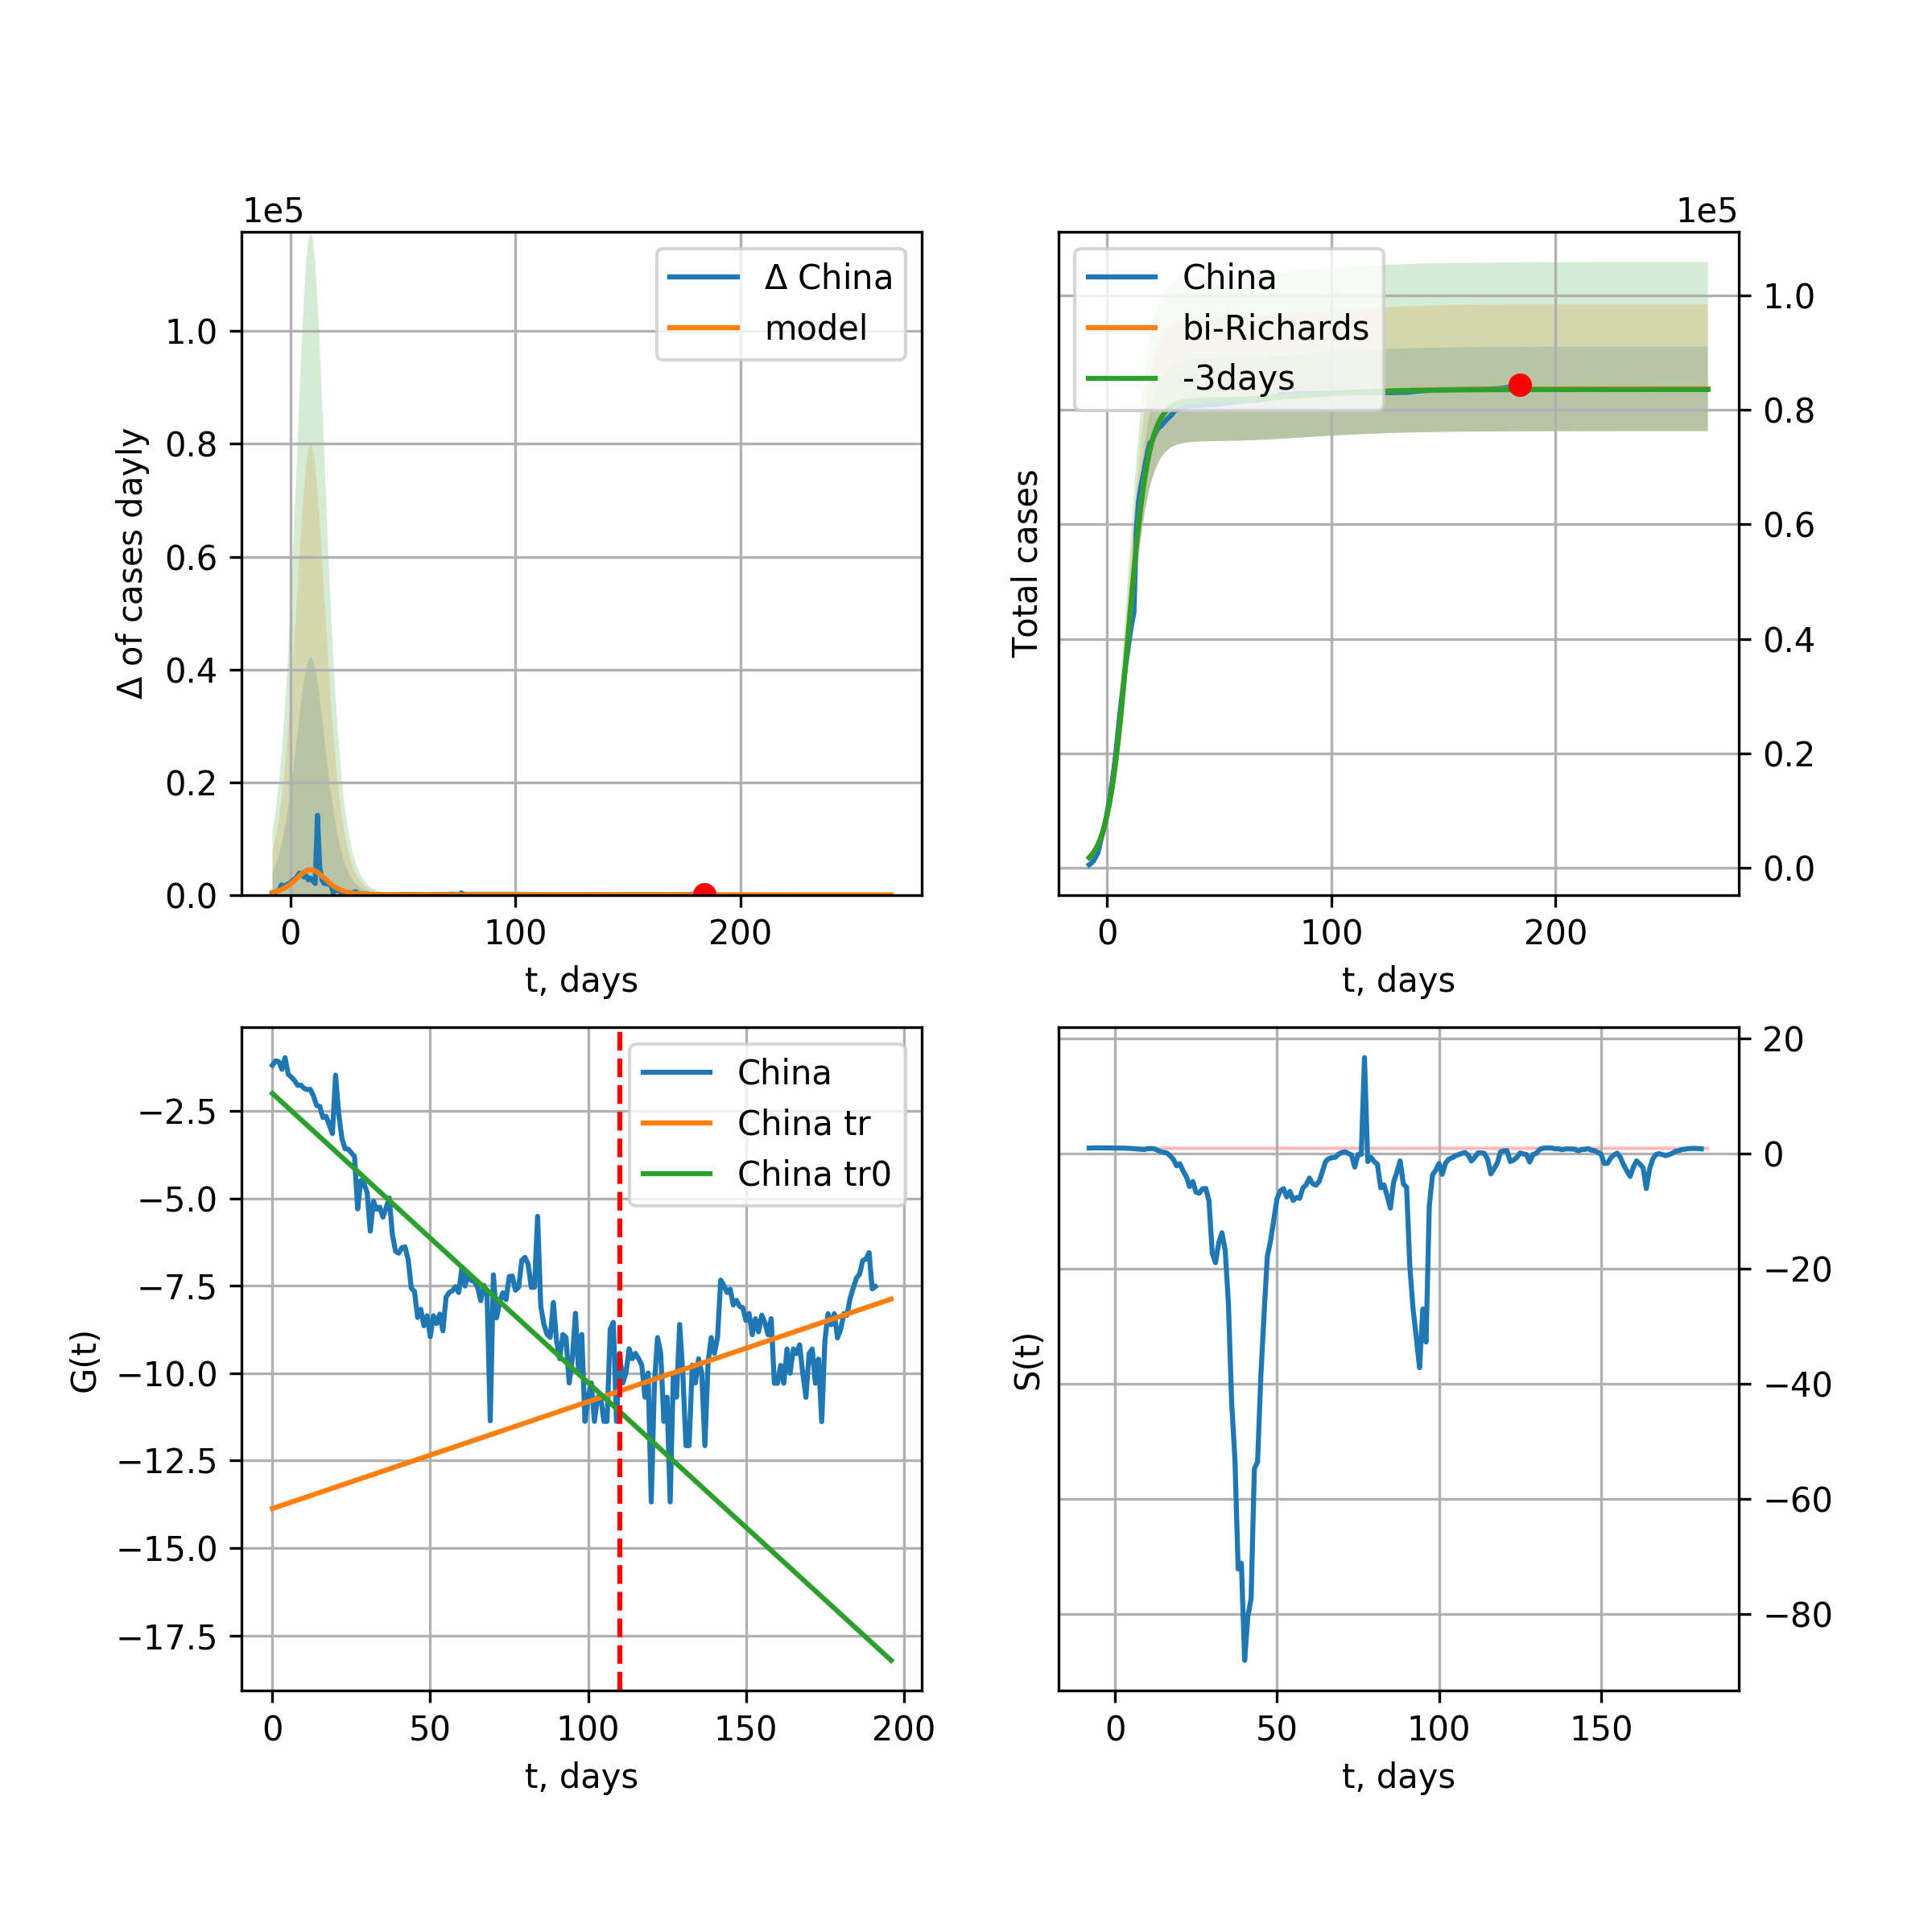 1e5
Δ China
model
1.0
0.8
0.6
0.4
0.2
0.0
Δ of cases dayly
0 100 200
t, days
1e5
China
bi-Richards
-3days
1.0
0.8
0.6
0.4
0.2
0.0
Total cases
0 100 200
t, days
China
China tr
China tr0
−2.5
−5.0
−7.5
−10.0
−12.5
−15.0
−17.5
G(t)
0 50 100 150 200
t, days
20
0
−20
−40
−60
−80
S(t)
0 50 100 150
t, days